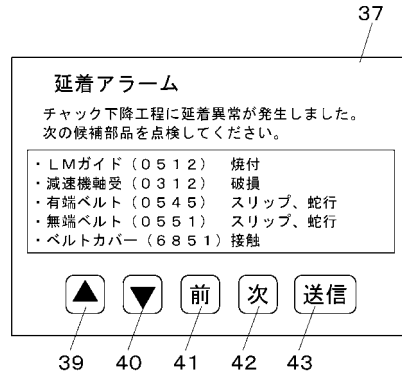 37
延着アラーム
チャック下降工程に延着異常が発生しました。
次の候補部品を点検してください。
・LMガイド(0512) 焼付
・減速機軸受(0312) 破損
・有端ベルト(0545) スリップ、蛇行
・無端ベルト(0551) スリップ、蛇行
・ベルトカバー(6851)接触
▲ ▼ 前 次 送信
39 40 41 42 43